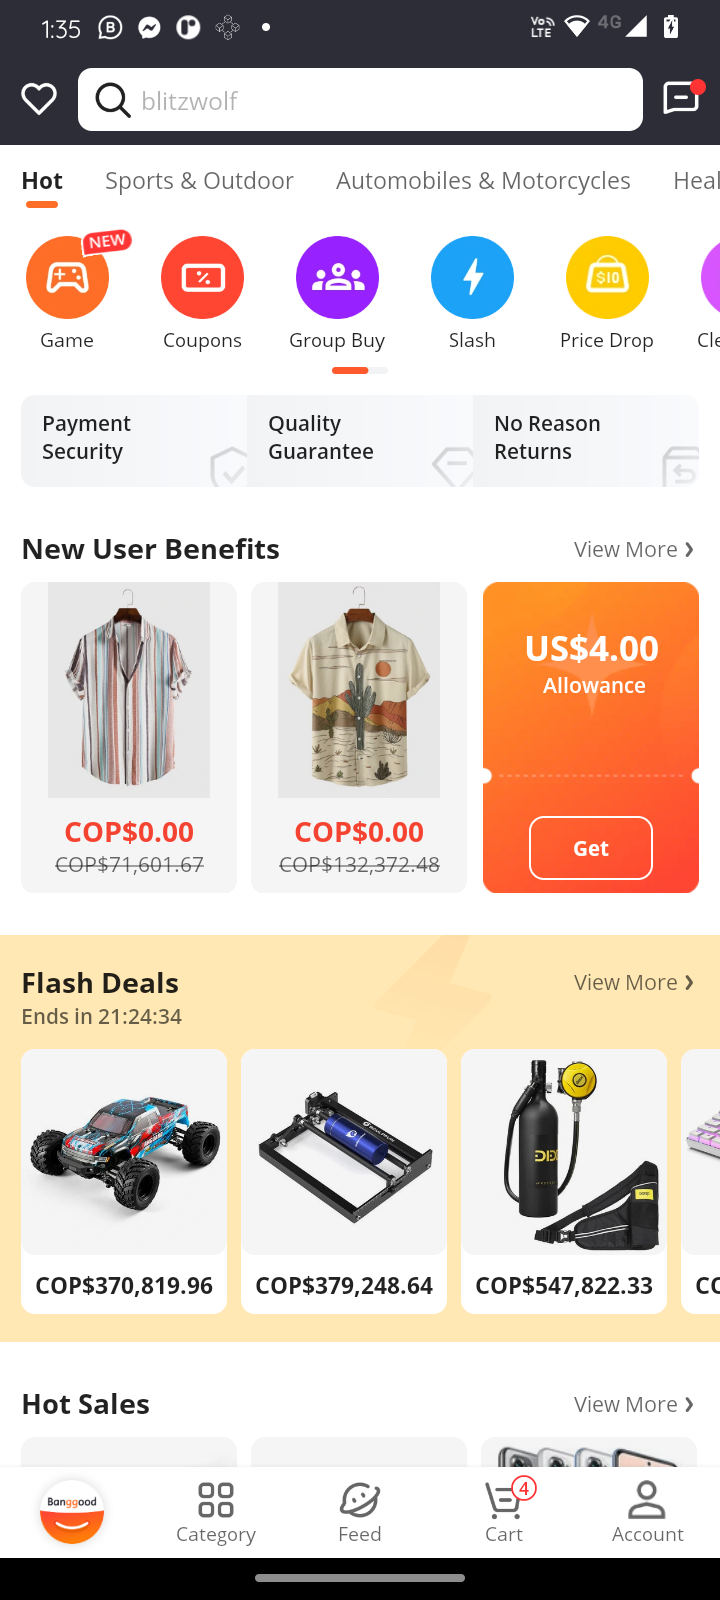 1:35
Vo LTE
4G
blitzwolf
Hot
Sports & Outdoor
Automobiles & Motorcycles
NEW
Game
Coupons
Group Buy
Slash
$10
Price Drop
Payment
Security
Quality
Guarantee
No Reason
Returns
New User Benefits
View More
COP$0.00
COP$71,601.67
COP$0.00
COP$132,372.48
US$4.00
Allowance
Get
Flash Deals
View More
Ends in 21:24:34
COP$370,819.96
COP$379,248.64
COP$547,822.33
Hot Sales
View More
Banggood
Category
Feed
4
Cart
Account